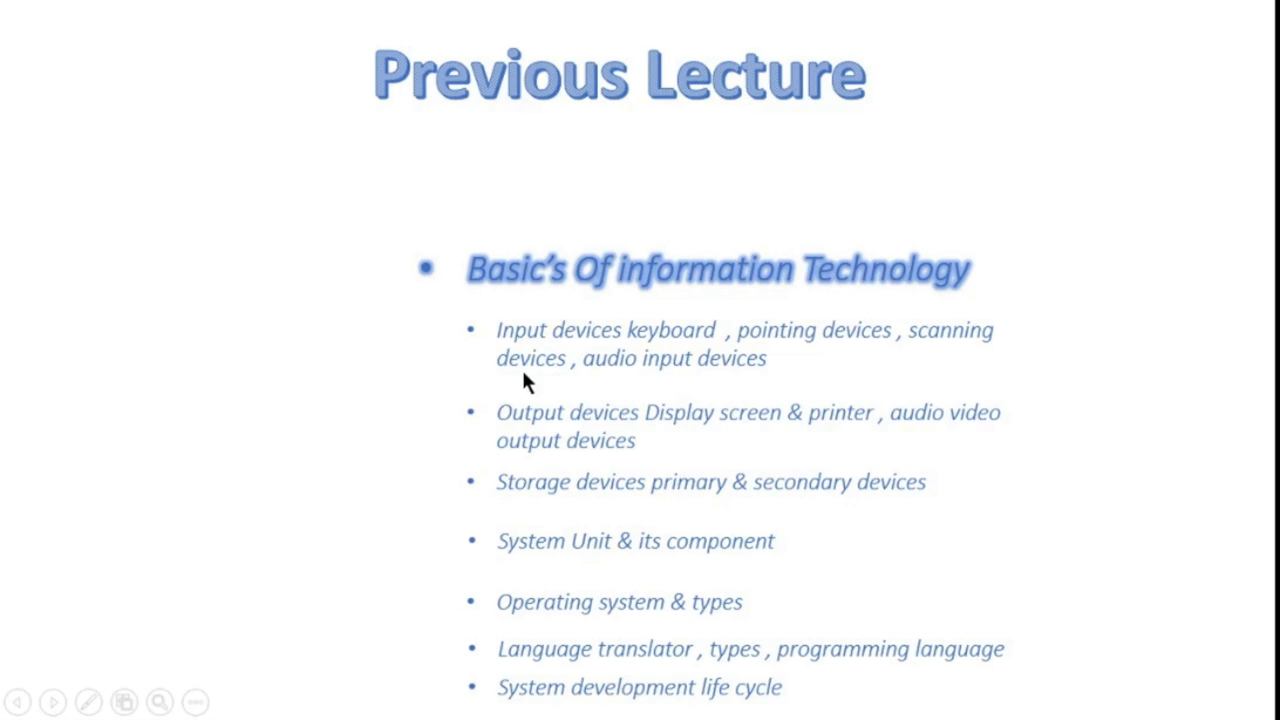 Previous Lecture
• Basic's Of information Technology
• Input devices keyboard , pointing devices , scanning
devices , audio input devices
• Output devices Display screen & printer , audio video
output devices
• Storage devices primary & secondary devices
• System Unit & its component
• Operating system & types
• Language translator , types , programming language
• System development life cycle